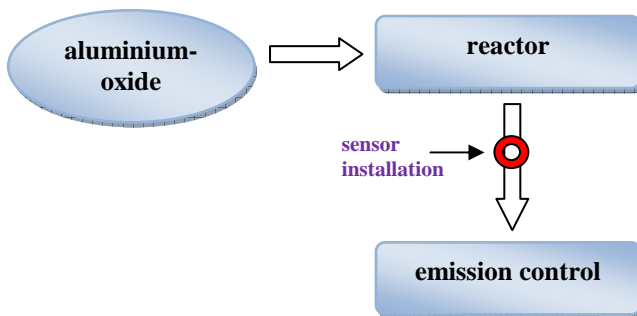 aluminium-
oxide
reactor
sensor
installation
emission control